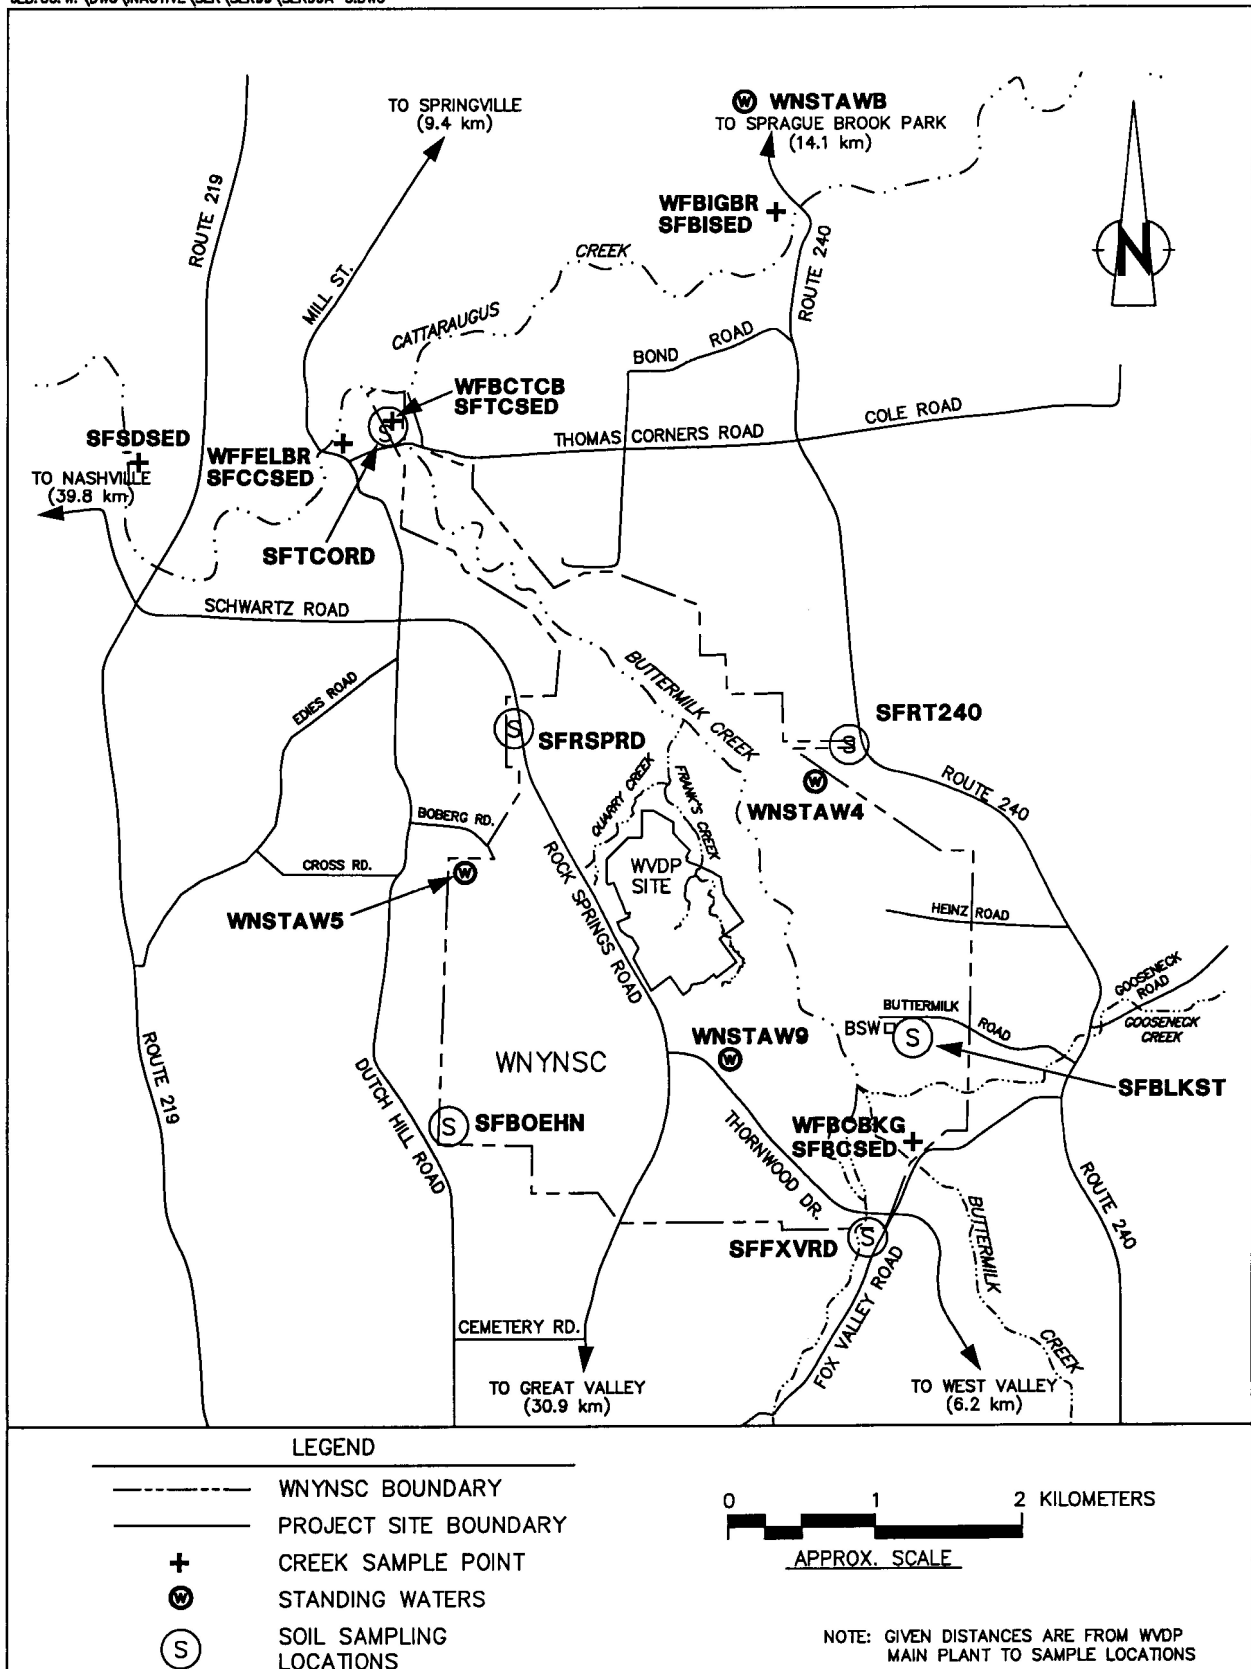 TO SPRINGVILLE
(9.4 km)
W WNSTAWB
TO SPRAGUE BROOK PARK
(14.1 km)
ROUTE 219
MILL ST.
WFBIGBR
SFBISED
ROUTE 240
N
CREEK
CATTARAUGUS
BOND ROAD
WFBCTCB
SFTCSED
S
COLE ROAD
THOMAS CORNERS ROAD
SFSDSED
WFFELBR
SFCCSED
TO NASHVILLE
(39.8 km)
SFTCORD
SCHWARTZ ROAD
EDIES ROAD
BUTTERMILK CREEK
S
SFRSPRD
SFRT240
S
ROUTE 240
W
WNSTAW4
QUARRY CREEK
FRANK'S CREEK
BOBERG RD.
CROSS RD.
W
WNSTAW5
ROCK SPRINGS ROAD
WVDP
SITE
HEINZ ROAD
GOOSENECK
ROAD
GOOSENECK
CREEK
BUTTERMILK ROAD
BSW
S
SFBLKST
WNSTAW9
W
WNYNSC
ROUTE 219
DUTCH HILL ROAD
S SFBOEHN
THORNWOOD DR.
WFBCBKG
SFBCSED
BUTTERMILK
CREEK
ROUTE 240
S
SFFXVRD
FOX VALLEY ROAD
CEMETERY RD.
TO GREAT VALLEY
(30.9 km)
TO WEST VALLEY
(6.2 km)
LEGEND
WNYNSC BOUNDARY
PROJECT SITE BOUNDARY
CREEK SAMPLE POINT
W STANDING WATERS
S SOIL SAMPLING
LOCATIONS
0 1 2 KILOMETERS
APPROX. SCALE
NOTE: GIVEN DISTANCES ARE FROM WVDP
MAIN PLANT TO SAMPLE LOCATIONS